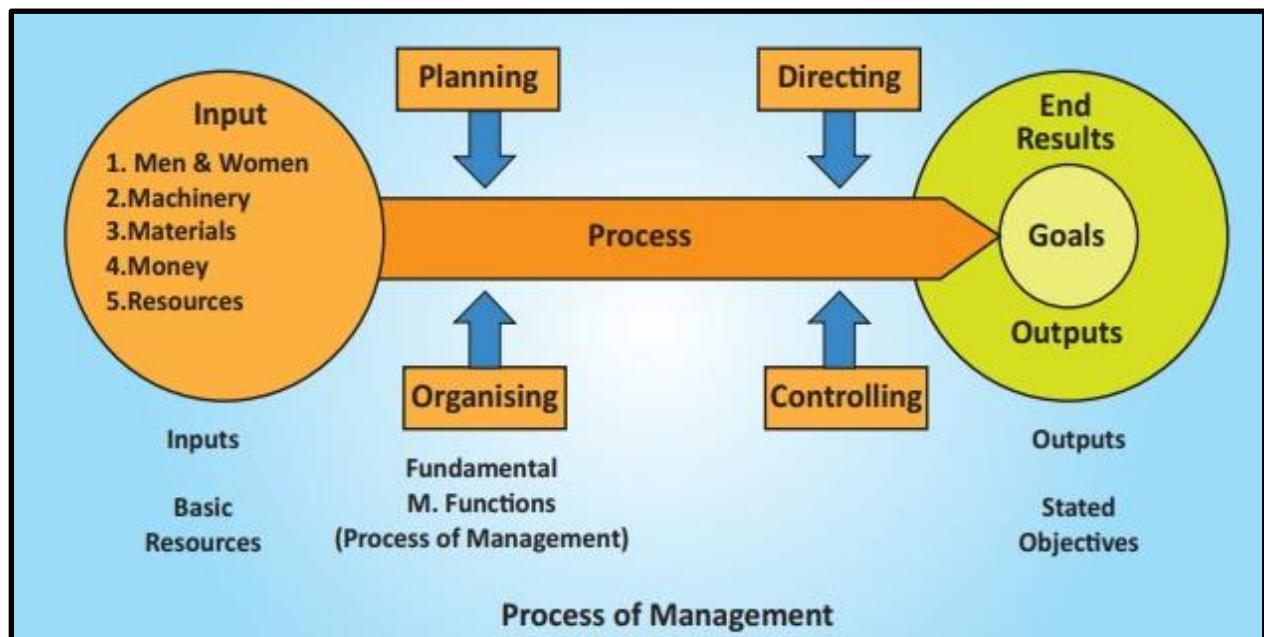 Planning
Directing
Input
1. Men & Women
2.Machinery
3.Materials
4.Money
5.Resources
Process
End
Results
Goals
Outputs
Organising
Controlling
Inputs
Basic
Resources
Fundamental
M. Functions
(Process of Management)
Outputs
Stated
Objectives
Process of Management